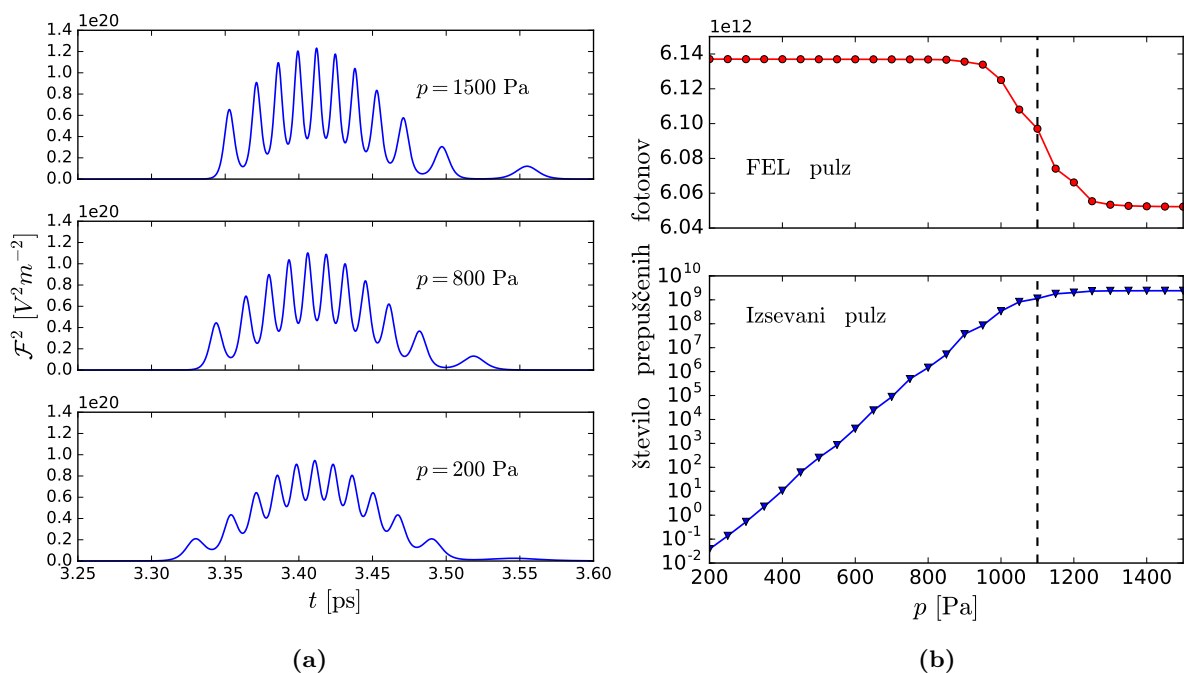 1e20
1.4
1.2
1.0
0.8
0.6
0.4
0.2
0.0
p = 1500 Pa
1e20
1.4
1.2
1.0
0.8
0.6
0.4
0.2
0.0
p = 800 Pa
1e20
1.4
1.2
1.0
0.8
0.6
0.4
0.2
0.0
p = 200 Pa
3.25 3.30 3.35 3.40 3.45 3.50 3.55 3.60
t [ps]
ℱ² [V²m⁻²]
(a)
1e12
6.14
6.12
6.10
6.08
6.06
6.04
FEL pulz
10¹⁰
10⁹
10⁸
10⁷
10⁶
10⁵
10⁴
10³
10²
10¹
10⁰
10⁻¹
10⁻²
Izsevani pulz
200 400 600 800 1000 1200 1400
p [Pa]
število prepuščenih fotonov
(b)